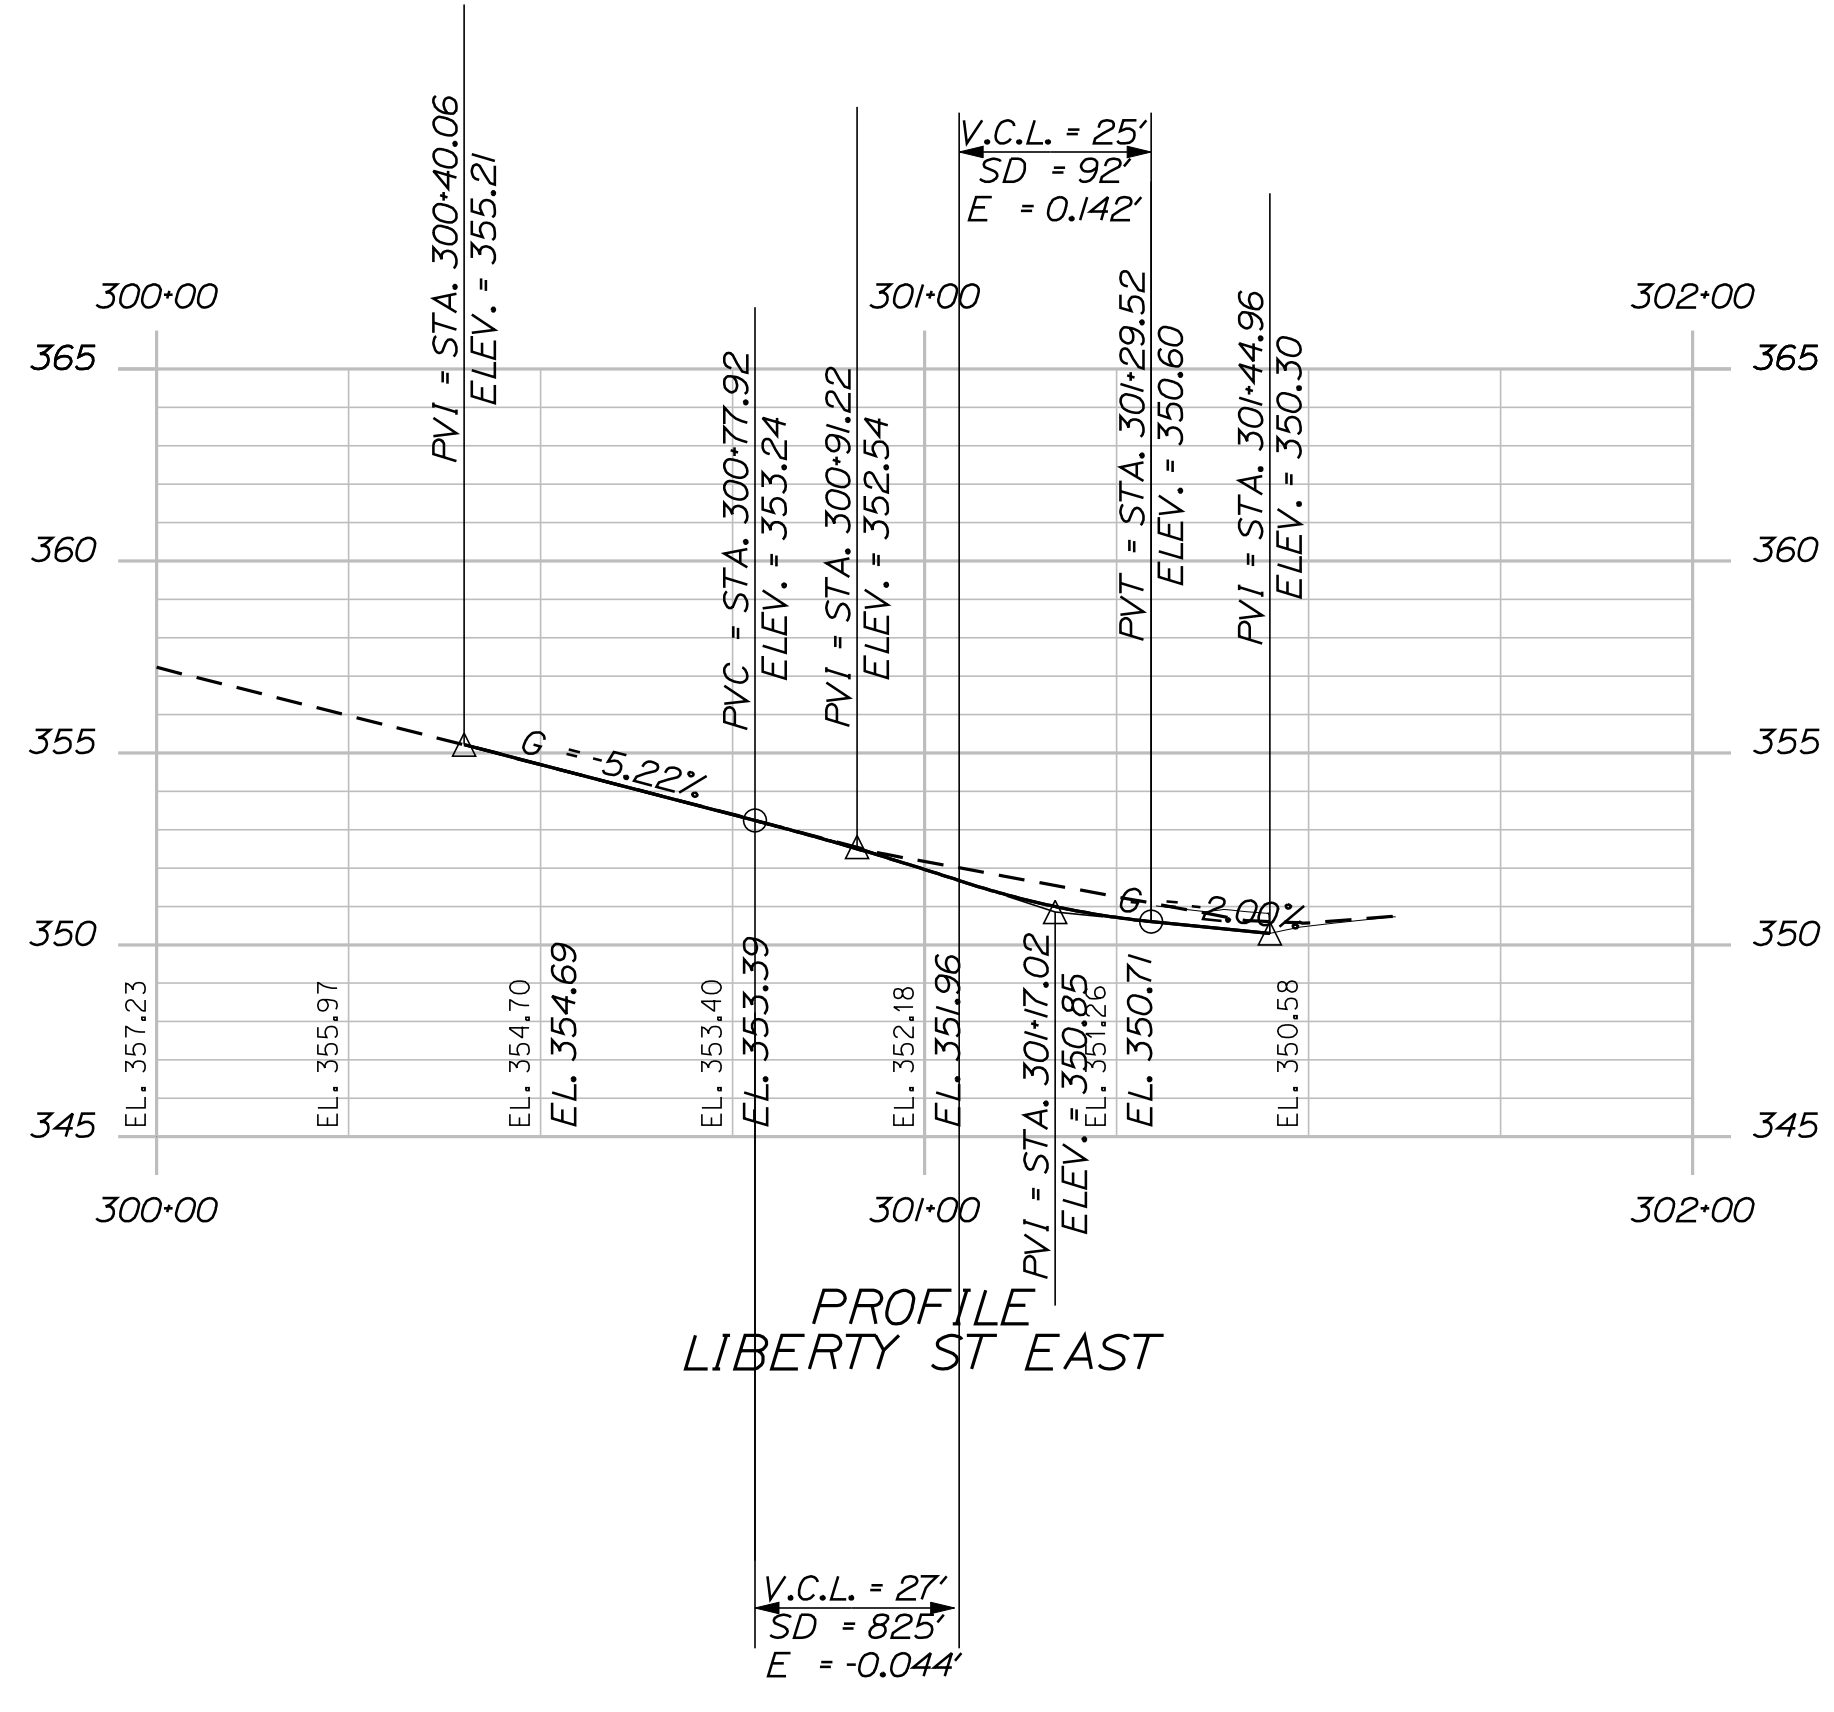 V.C.L. = 25'
SD = 92'
E = 0.142'
300+00
301+00
302+00
PVI = STA. 300+40.06
ELEV. = 355.21
PVC = STA. 300+77.92
ELEV. = 353.24
PVI = STA. 300+91.22
ELEV. = 352.54
PVT = STA. 301+29.52
ELEV. = 350.60
PVI = STA. 301+44.96
ELEV. = 350.30
365
365
360
360
355
355
350
350
345
345
G = -5.22%
G = -2.00%
EL. 357.23
EL. 355.97
EL. 354.70
EL. 354.69
EL. 353.40
EL. 353.39
EL. 352.18
EL. 351.96
PVI = STA. 301+17.02
ELEV. = 350.85
EL. 351.26
EL. 350.71
EL. 350.58
300+00
301+00
302+00
PROFILE
LIBERTY ST EAST
V.C.L. = 27'
SD = 825'
E = -0.044'